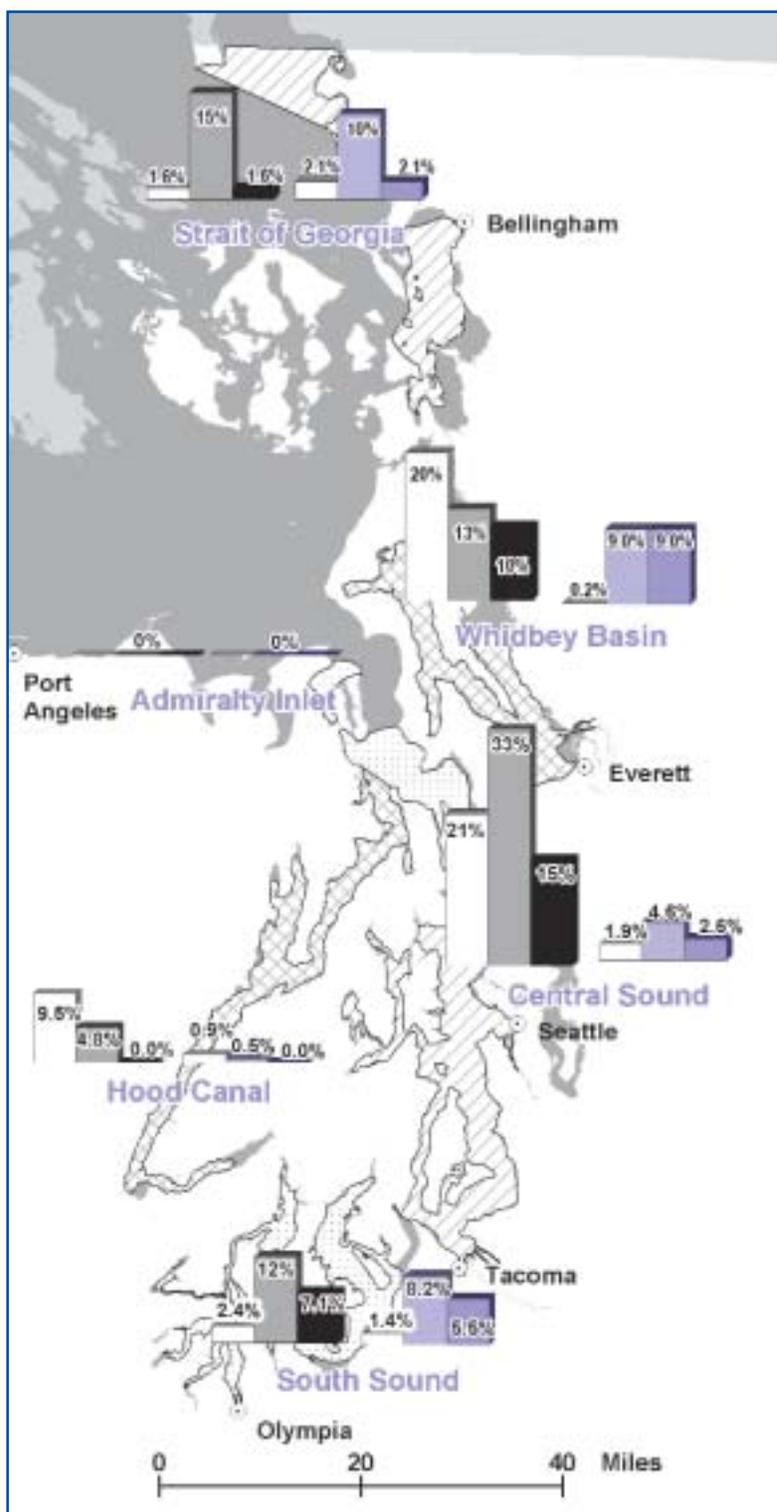 15%
10%
1.6%
1.6%
2.1%
2.1%
Strait of Georgia
Bellingham
20%
13%
10%
0.2%
9.0%
9.0%
Whidbey Basin
0%
0%
Port
Angeles
Admiralty Inlet
33%
Everett
21%
15%
1.9%
4.6%
2.6%
Central Sound
Seattle
9.5%
4.8%
0.0%
0.9%
0.5%
0.0%
Hood Canal
12%
2.4%
7.1%
1.4%
8.2%
Tacoma
South Sound
Olympia
0 20 40 Miles